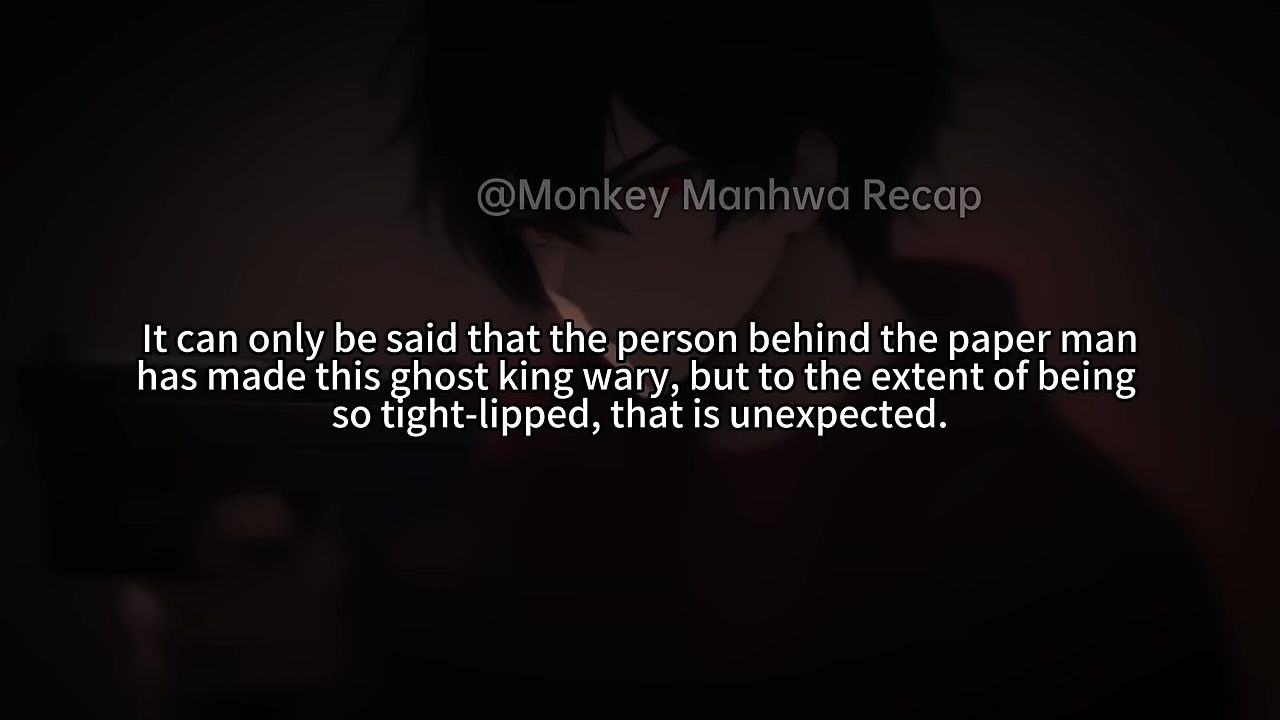 @Monkey Manhwa Recap
It can only be said that the person behind the paper man
has made this ghost king wary, but to the extent of being
so tight-lipped, that is unexpected.